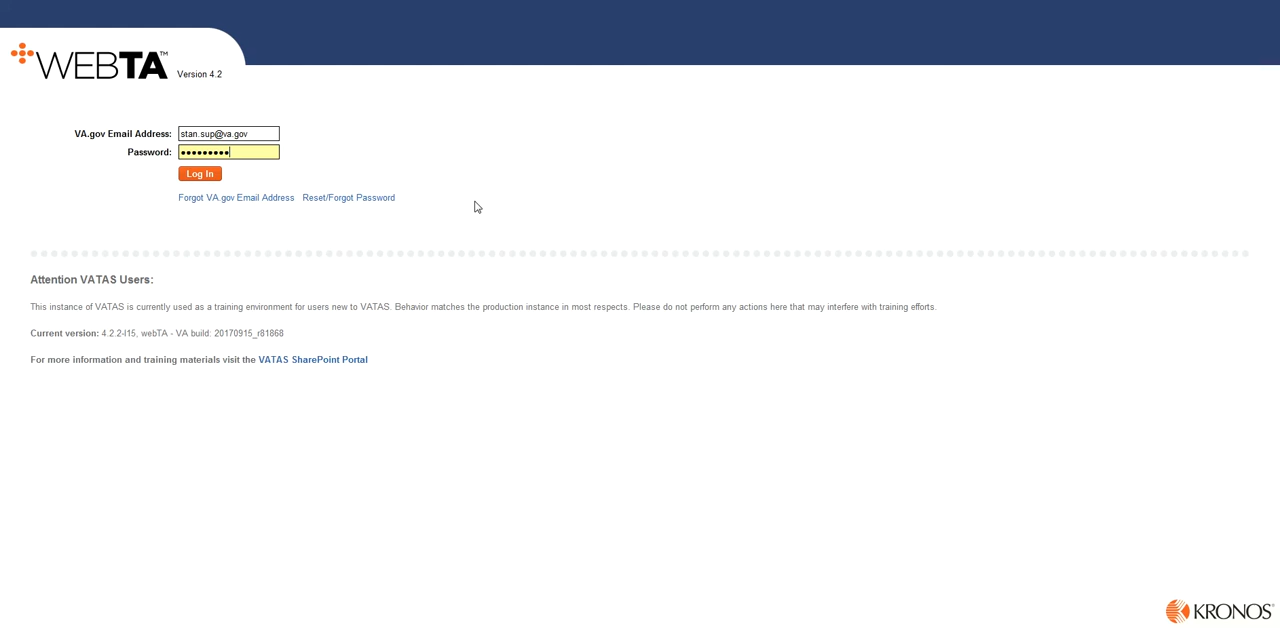 WEBTA™ Version 4.2
VA.gov Email Address: stan.sup@va.gov
Password: •••••••••
Log In
Forgot VA.gov Email Address Reset/Forgot Password
Attention VATAS Users:
This instance of VATAS is currently used as a training environment for users new to VATAS. Behavior matches the production instance in most respects. Please do not perform any actions here that may interfere with training efforts.
Current version: 4.2.2-I15, webTA - VA build: 20170915_r81868
For more information and training materials visit the VATAS SharePoint Portal
KRONOS®